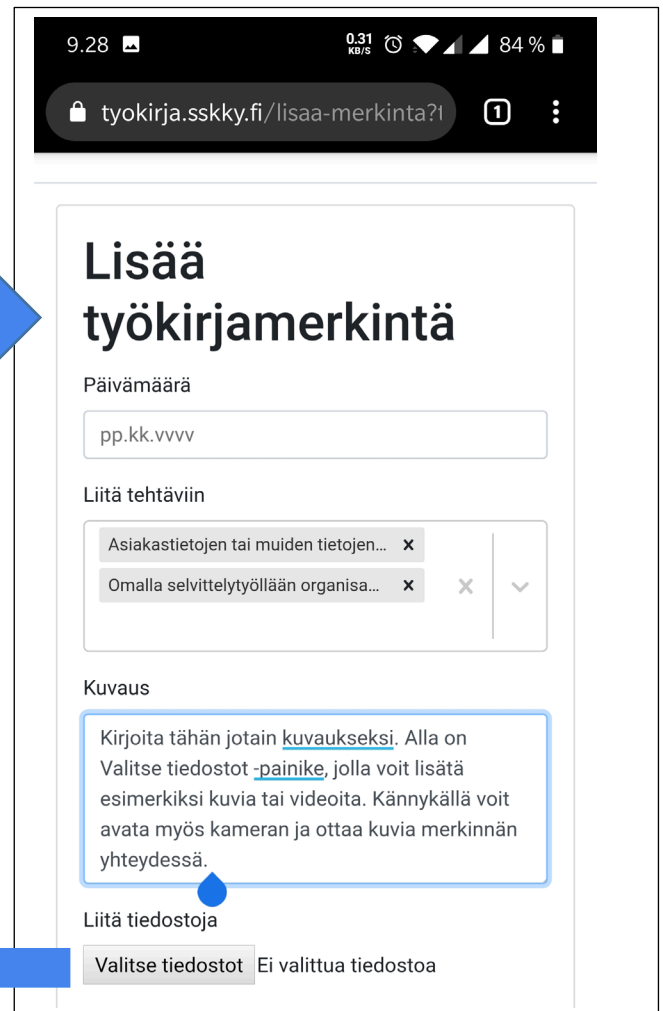 9.28 0.31 KB/S 84 %
tyokirja.sskky.fi/lisaa-merkinta?1 1
Lisää
työkirjamerkintä
Päivämäärä
pp.kk.vvvv
Liitä tehtäviin
Asiakastietojen tai muiden tietojen... x
Omalla selvittelytyöllään organisa... x
Kuvaus
Kirjoita tähän jotain kuvaukseksi. Alla on
Valitse tiedostot -painike, jolla voit lisätä
esimerkiksi kuvia tai videoita. Kännykällä voit
avata myös kameran ja ottaa kuvia merkinnän
yhteydessä.
Liitä tiedostoja
Valitse tiedostot Ei valittua tiedostoa